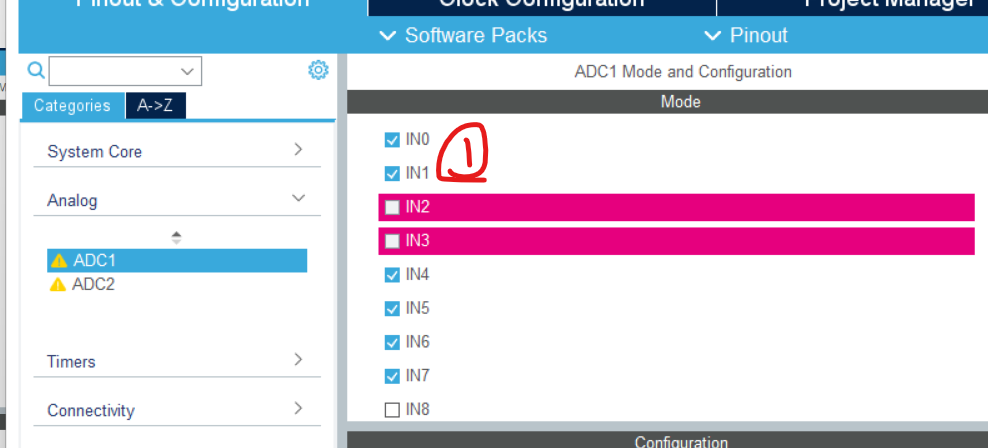 Pinout & Configuration
Clock Configuration
Project Manager
Software Packs
Pinout
ADC1 Mode and Configuration
Mode
Categories
A->Z
System Core
Analog
ADC1
ADC2
Timers
Connectivity
IN0
IN1
1
IN2
IN3
IN4
IN5
IN6
IN7
IN8
Configuration